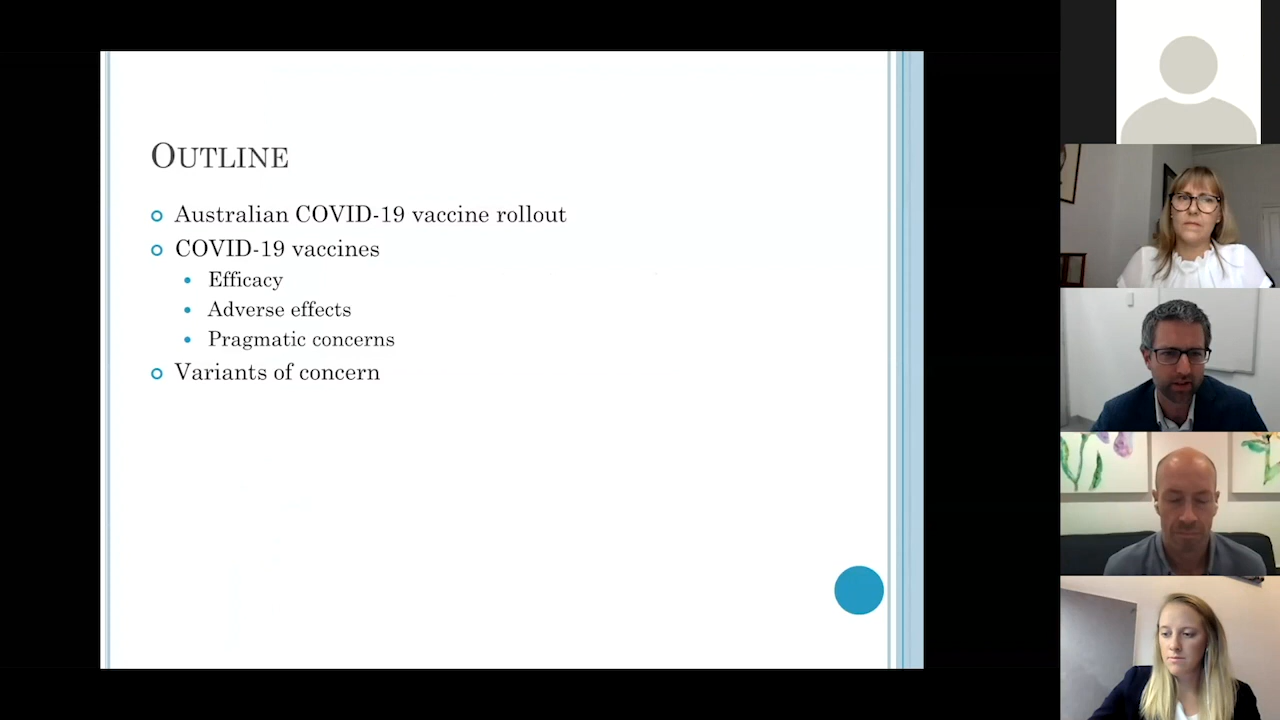 OUTLINE
Australian COVID-19 vaccine rollout
COVID-19 vaccines
Efficacy
Adverse effects
Pragmatic concerns
Variants of concern